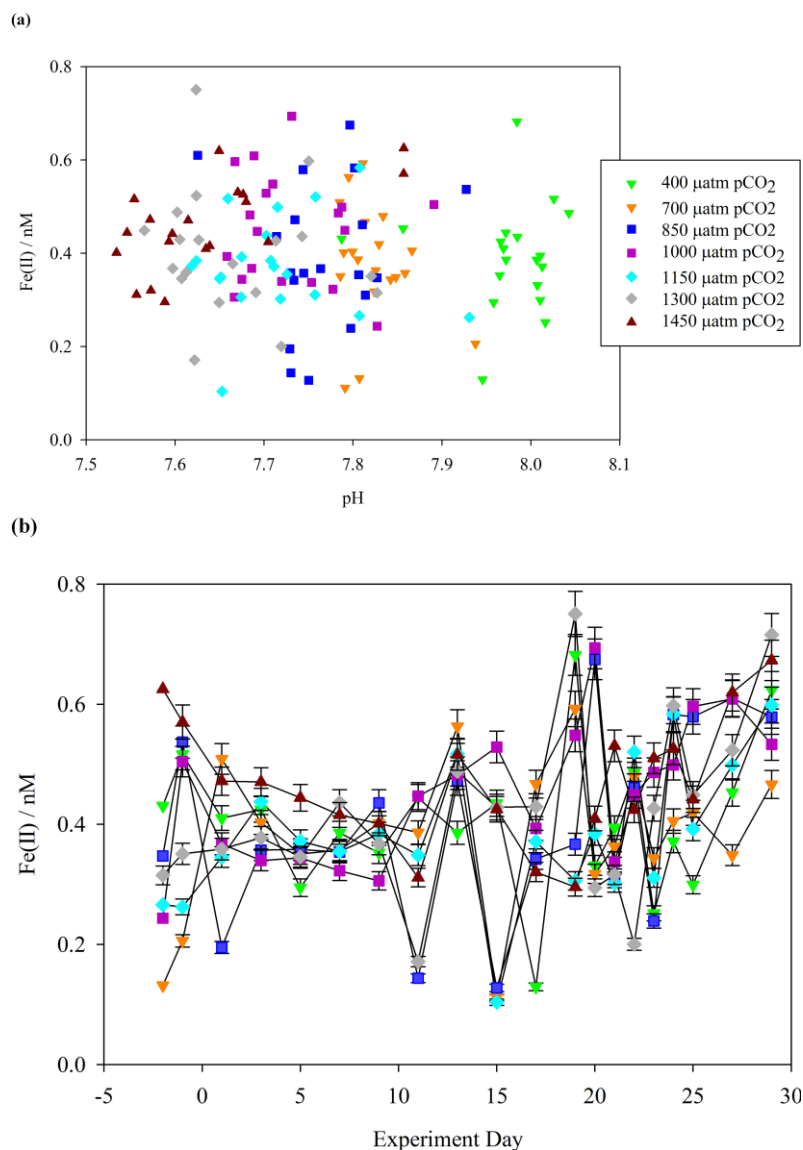 (a)
0.8
0.6
0.4
0.2
0.0
Fe(II) / nM
7.5 7.6 7.7 7.8 7.9 8.0 8.1
pH
400 μatm pCO₂
700 μatm pCO2
850 μatm pCO2
1000 μatm pCO₂
1150 μatm pCO2
1300 μatm pCO2
1450 μatm pCO₂
(b)
0.8
0.6
0.4
0.2
0.0
Fe(II) / nM
-5 0 5 10 15 20 25 30
Experiment Day